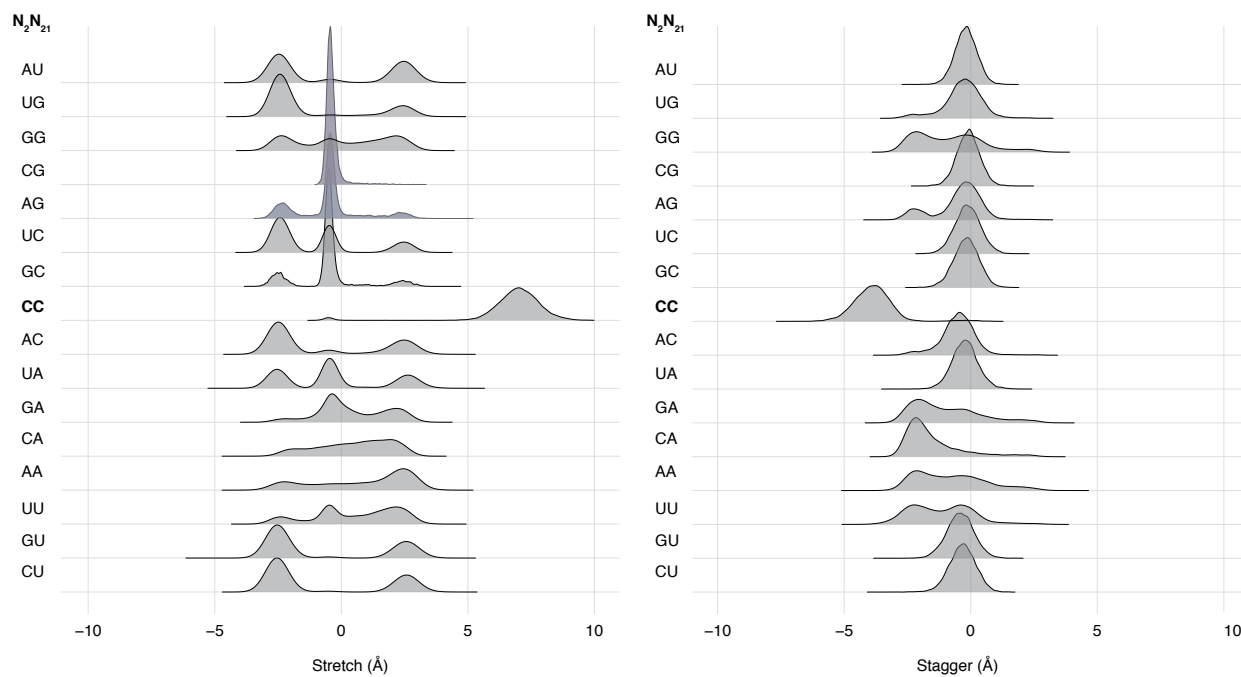 N₂N₂₁
AU
UG
GG
CG
AG
UC
GC
CC
AC
UA
GA
CA
AA
UU
GU
CU
−10 −5 0 5 10
Stretch (Å)
N₂N₂₁
AU
UG
GG
CG
AG
UC
GC
CC
AC
UA
GA
CA
AA
UU
GU
CU
−10 −5 0 5 10
Stagger (Å)